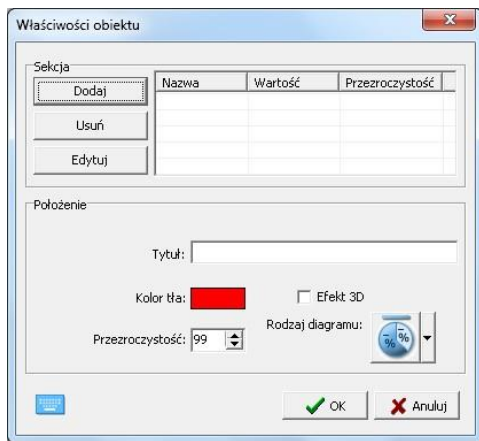 Właściwości obiektu
Sekcja
Dodaj
Usuń
Edytuj
Nazwa Wartość Przezroczystość
Położenie
Tytuł:
Kolor tła:
Efekt 3D
Przezroczystość: 99
Rodzaj diagramu:
% %
OK
Anuluj